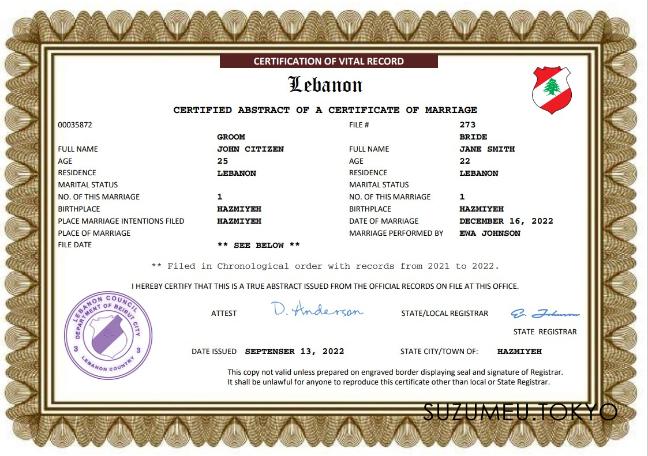 CERTIFICATION OF VITAL RECORD
Lebanon
CERTIFIED ABSTRACT OF A CERTIFICATE OF MARRIAGE
00035872 FILE # 273
GROOM BRIDE
FULL NAME JOHN CITIZEN FULL NAME JANE SMITH
AGE 25 AGE 22
RESIDENCE LEBANON RESIDENCE LEBANON
MARITAL STATUS MARITAL STATUS
NO. OF THIS MARRIAGE 1 NO. OF THIS MARRIAGE 1
BIRTHPLACE HAZMIYEH BIRTHPLACE HAZMIYEH
PLACE MARRIAGE INTENTIONS FILED HAZMIYEH DATE OF MARRIAGE DECEMBER 16, 2022
PLACE OF MARRIAGE MARRIAGE PERFORMED BY EWA JOHNSON
FILE DATE ** SEE BELOW **
** Filed in Chronological order with records from 2021 to 2022.
I HEREBY CERTIFY THAT THIS IS A TRUE ABSTRACT ISSUED FROM THE OFFICIAL RECORDS ON FILE AT THIS OFFICE.
LEBANON COUNCIL
DEPARTMENT OF BEIRUT CITY
3 3
LEBANON COUNTRY
ATTEST D. Anderson STATE/LOCAL REGISTRAR
STATE REGISTRAR
DATE ISSUED SEPTENSER 13, 2022 STATE CITY/TOWN OF: HAZMIYEH
This copy not valid unless prepared on engraved border displaying seal and signature of Registrar.
It shall be unlawful for anyone to reproduce this certificate other than local or State Registrar.
SUZUMEU.TOKYO